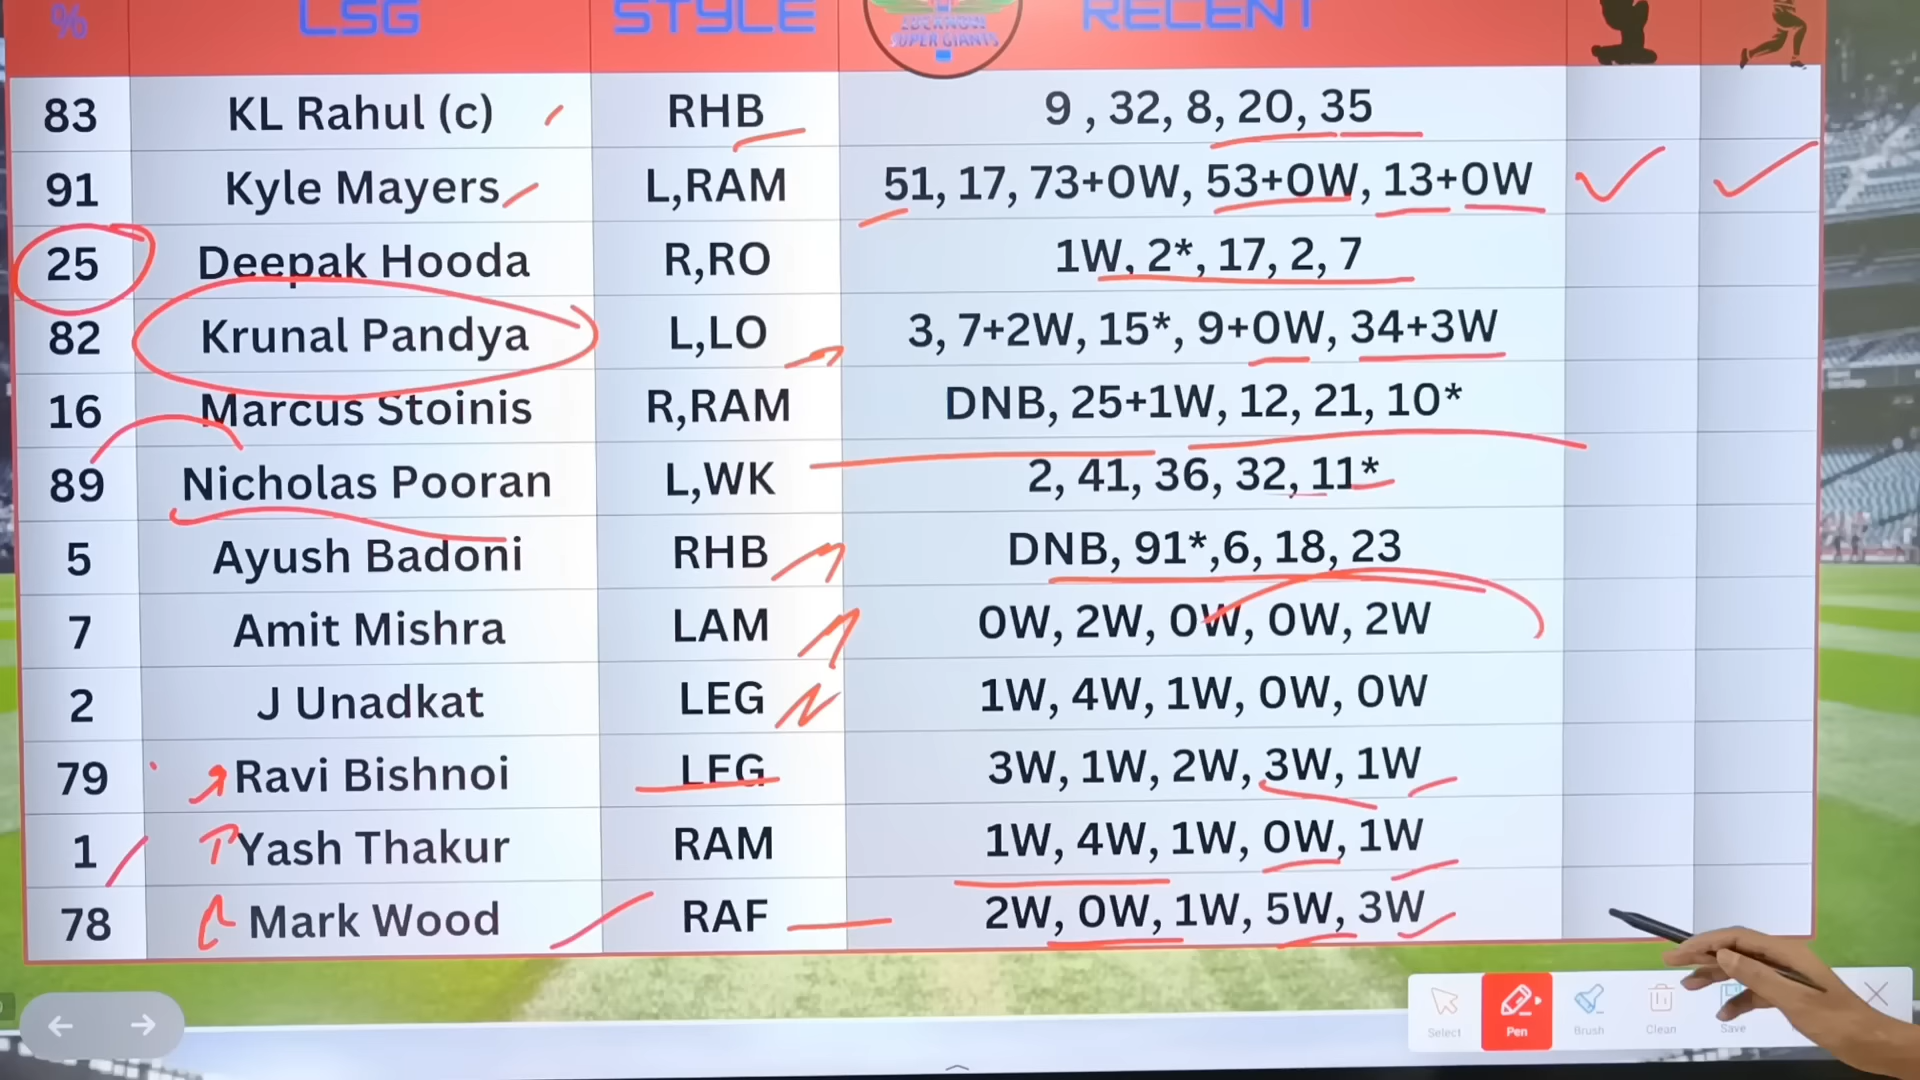 % LSG STYLE LUCKNOW SUPER GIANTS RECENT
83 KL Rahul (c) RHB 9 , 32, 8, 20, 35
91 Kyle Mayers L,RAM 51, 17, 73+0W, 53+0W, 13+0W
25 Deepak Hooda R,RO 1W, 2*, 17, 2, 7
82 Krunal Pandya L,LO 3, 7+2W, 15*, 9+0W, 34+3W
16 Marcus Stoinis R,RAM DNB, 25+1W, 12, 21, 10*
89 Nicholas Pooran L,WK 2, 41, 36, 32, 11*
5 Ayush Badoni RHB DNB, 91*,6, 18, 23
7 Amit Mishra LAM 0W, 2W, 0W, 0W, 2W
2 J Unadkat LEG 1W, 4W, 1W, 0W, 0W
79 Ravi Bishnoi LEG 3W, 1W, 2W, 3W, 1W
1 Yash Thakur RAM 1W, 4W, 1W, 0W, 1W
78 Mark Wood RAF 2W, 0W, 1W, 5W, 3W
Select Pen Brush Clean Save